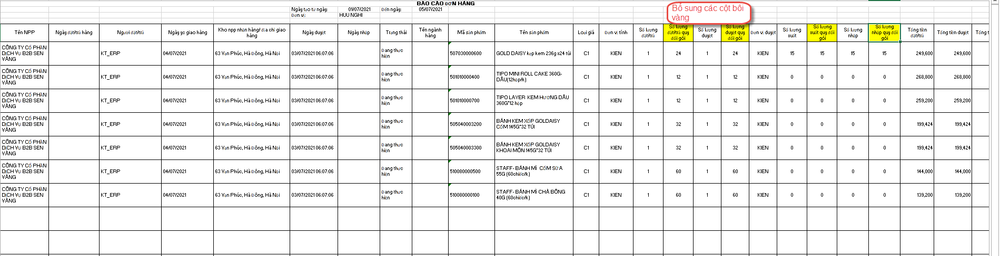 BÁO CÁO ĐƠN HÀNG
Ngày tạo từ ngày: 01/07/2021 Đến ngày: 05/07/2021
Đơn vị: HUU NGHI
Bổ sung các cột bôi vàng
Tên NPP Ngày đặt/trả hàng Người đặt/trả Ngày yc giao hàng Kho npp nhận hàng/ địa chỉ giao hàng Ngày duyệt Ngày nhập Trạng thái Tên ngành hàng Mã sản phẩm Tên sản phẩm Loại giá Đơn vị tính Số lượng đặt/trả Số lượng đặt/trả quy đổi gói Số lượng duyệt Số lượng duyệt quy đổi gói Đơn vị duyệt Số lượng xuất Số lượng xuất quy đổi gói Số lượng nhập Số lượng nhập quy đổi gói Tổng tiền đặt/trả Tổng tiền duyệt Tổng t
CÔNG TY CỔ PHẦN DỊCH VỤ B2B SEN VÀNG KT_ERP 04/07/2021 63 Vạn Phúc, Hà Đông, Hà Nội 03/07/2021 06:07:06 Đang thực hiện 507030000600 GOLD DAISY kẹp kem 236g x24 túi C1 KIEN 1 24 1 24 KIEN 15 15 15 15 249,600 249,600
CÔNG TY CỔ PHẦN DỊCH VỤ B2B SEN VÀNG KT_ERP 04/07/2021 63 Vạn Phúc, Hà Đông, Hà Nội 03/07/2021 06:07:06 Đang thực hiện 501010000400 TIPO MINI ROLL CAKE 360G-DÂU(12hộp/k) C1 KIEN 1 12 1 12 KIEN 0 0 0 0 268,800 268,800
CÔNG TY CỔ PHẦN DỊCH VỤ B2B SEN VÀNG KT_ERP 04/07/2021 63 Vạn Phúc, Hà Đông, Hà Nội 03/07/2021 06:07:06 Đang thực hiện 501010000700 TIPO LAYER KEM HƯƠNG DÂU 360G*12 hộp C1 KIEN 1 12 1 12 KIEN 0 0 0 0 259,200 259,200
CÔNG TY CỔ PHẦN DỊCH VỤ B2B SEN VÀNG KT_ERP 04/07/2021 63 Vạn Phúc, Hà Đông, Hà Nội 03/07/2021 06:07:06 Đang thực hiện 505040003200 BÁNH KEM XỐP GOLDAISY CỐM 145G*32 TÚI C1 KIEN 1 32 1 32 KIEN 0 0 0 0 199,424 199,424
CÔNG TY CỔ PHẦN DỊCH VỤ B2B SEN VÀNG KT_ERP 04/07/2021 63 Vạn Phúc, Hà Đông, Hà Nội 03/07/2021 06:07:06 Đang thực hiện 505040003300 BÁNH KEM XỐP GOLDAISY KHOAI MÔN 145G*32 TÚI C1 KIEN 1 32 1 32 KIEN 0 0 0 0 199,424 199,424
CÔNG TY CỔ PHẦN DỊCH VỤ B2B SEN VÀNG KT_ERP 04/07/2021 63 Vạn Phúc, Hà Đông, Hà Nội 03/07/2021 06:07:06 Đang thực hiện 510080000500 STAFF- BÁNH MÌ CỐM SỮA 55G (60chiếc/k) C1 KIEN 1 60 1 60 KIEN 0 0 0 0 144,000 144,000
CÔNG TY CỔ PHẦN DỊCH VỤ B2B SEN VÀNG KT_ERP 04/07/2021 63 Vạn Phúc, Hà Đông, Hà Nội 03/07/2021 06:07:06 Đang thực hiện 510080000100 STAFF- BÁNH MÌ CHÀ BÔNG 40G (60chiếc/k) C1 KIEN 1 60 1 60 KIEN 0 0 0 0 139,200 139,200